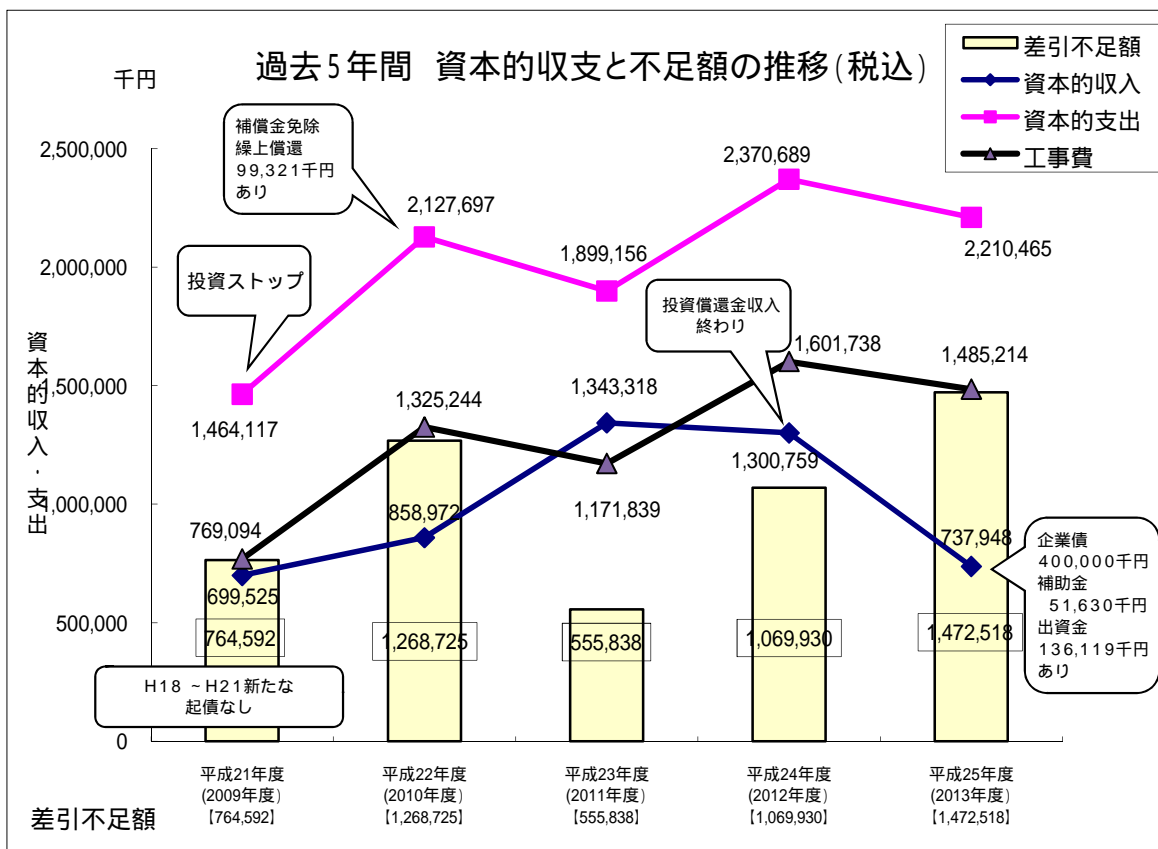 過去5年間 資本的収支と不足額の推移(税込)
千円
差引不足額
資本的収入
資本的支出
工事費
補償金免除
繰上償還
99,321千円
あり
投資ストップ
投資償還金収入
終わり
企業債
400,000千円
補助金
51,630千円
出資金
136,119千円
あり
H18~H21新たな
起債なし
資本的収入・支出
2,500,000
2,000,000
1,500,000
1,000,000
500,000
0
1,464,117
2,127,697
1,899,156
2,370,689
2,210,465
769,094
1,325,244
1,171,839
1,601,738
1,485,214
699,525
858,972
1,343,318
1,300,759
737,948
764,592
1,268,725
555,838
1,069,930
1,472,518
平成21年度
(2009年度)
【764,592】
平成22年度
(2010年度)
【1,268,725】
平成23年度
(2011年度)
【555,838】
平成24年度
(2012年度)
【1,069,930】
平成25年度
(2013年度)
【1,472,518】
差引不足額